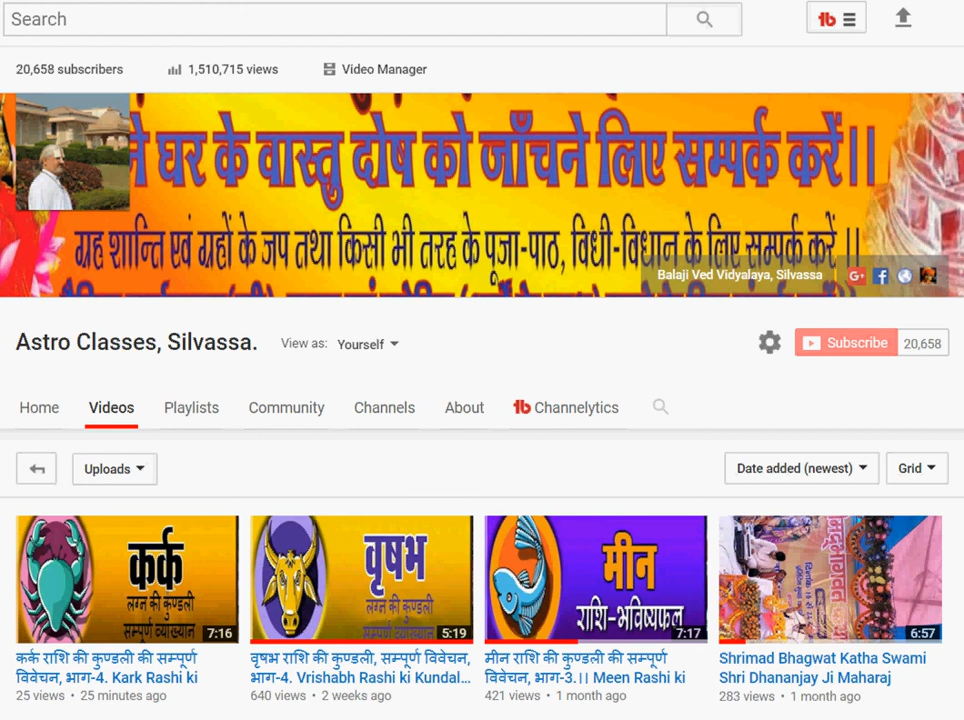 Search
20,658 subscribers
1,510,715 views
Video Manager
घर के वास्तु दोष को जाँचने लिए सम्पर्क करें।।
ग्रह शान्ति एवं ग्रहों के जप तथा किसी भी तरह के पूजा-पाठ, विधी-विधान के लिए सम्पर्क करें ।।
Balaji Ved Vidyalaya, Silvassa
Astro Classes, Silvassa.
View as: Yourself
Subscribe 20,658
Home Videos Playlists Community Channels About Channelytics
Uploads
Date added (newest)
Grid
कर्क
लग्न की कुण्डली
सम्पूर्ण व्याख्यान
7:16
वृषभ
लग्न की कुण्डली
सम्पूर्ण व्याख्यान
5:19
मीन
राशि-भविष्यफल
7:17
6:57
कर्क राशि की कुण्डली की सम्पूर्ण
विवेचन, भाग-4. Kark Rashi ki
25 views • 25 minutes ago
वृषभ राशि की कुण्डली, सम्पूर्ण विवेचन,
भाग-4. Vrishabh Rashi ki Kundal...
640 views • 2 weeks ago
मीन राशि की कुण्डली की सम्पूर्ण
विवेचन, भाग-3.।। Meen Rashi ki
421 views • 1 month ago
Shrimad Bhagwat Katha Swami
Shri Dhananjay Ji Maharaj
283 views • 1 month ago